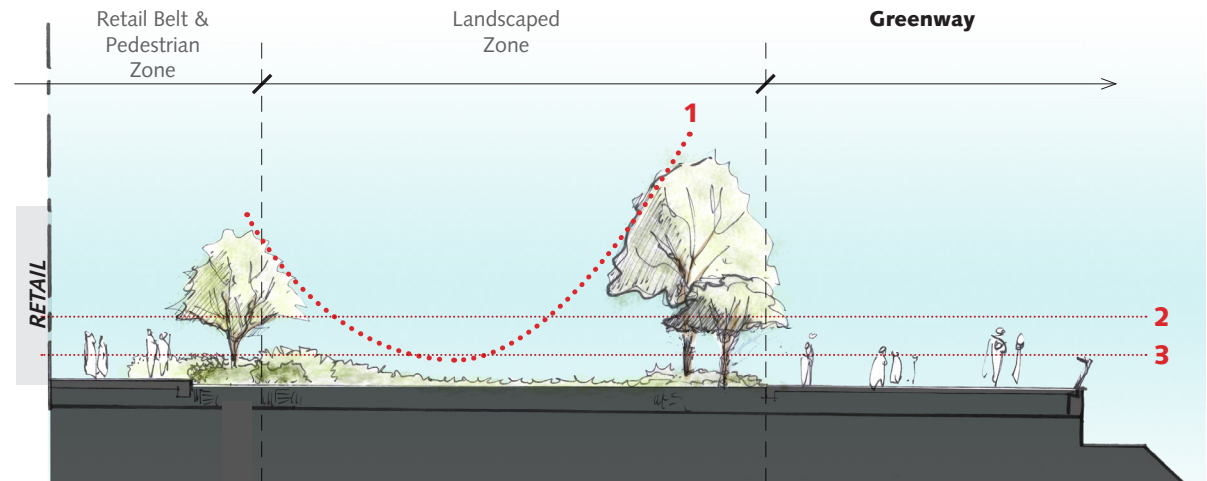 Retail Belt &
Pedestrian
Zone
Landscaped
Zone
Greenway
1
RETAIL
2
3